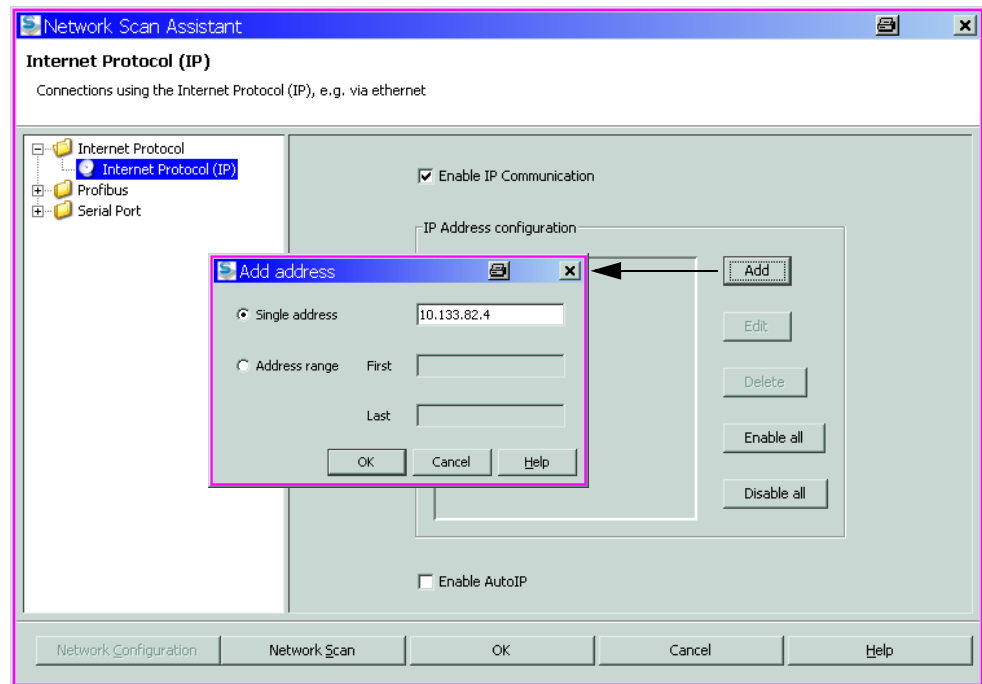 Network Scan Assistant
Internet Protocol (IP)
Connections using the Internet Protocol (IP), e.g. via ethernet
Internet Protocol
Internet Protocol (IP)
Profibus
Serial Port
Enable IP Communication
IP Address configuration
Add
Edit
Delete
Enable all
Disable all
Add address
Single address
10.133.82.4
Address range First
Last
OK Cancel Help
Enable AutoIP
Network Configuration Network Scan OK Cancel Help